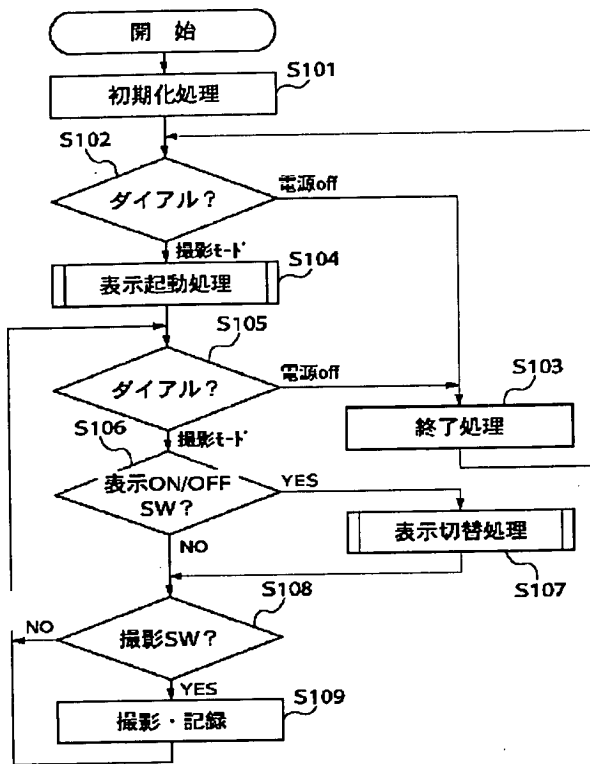 開 始
S101
初期化処理
S102
ダイアル?
電源off
撮影モード
S104
表示起動処理
S105
ダイアル?
電源off
S103
終了処理
撮影モード
S106
表示ON/OFF
SW?
YES
NO
表示切替処理
S107
S108
撮影SW?
NO
YES
S109
撮影・記録